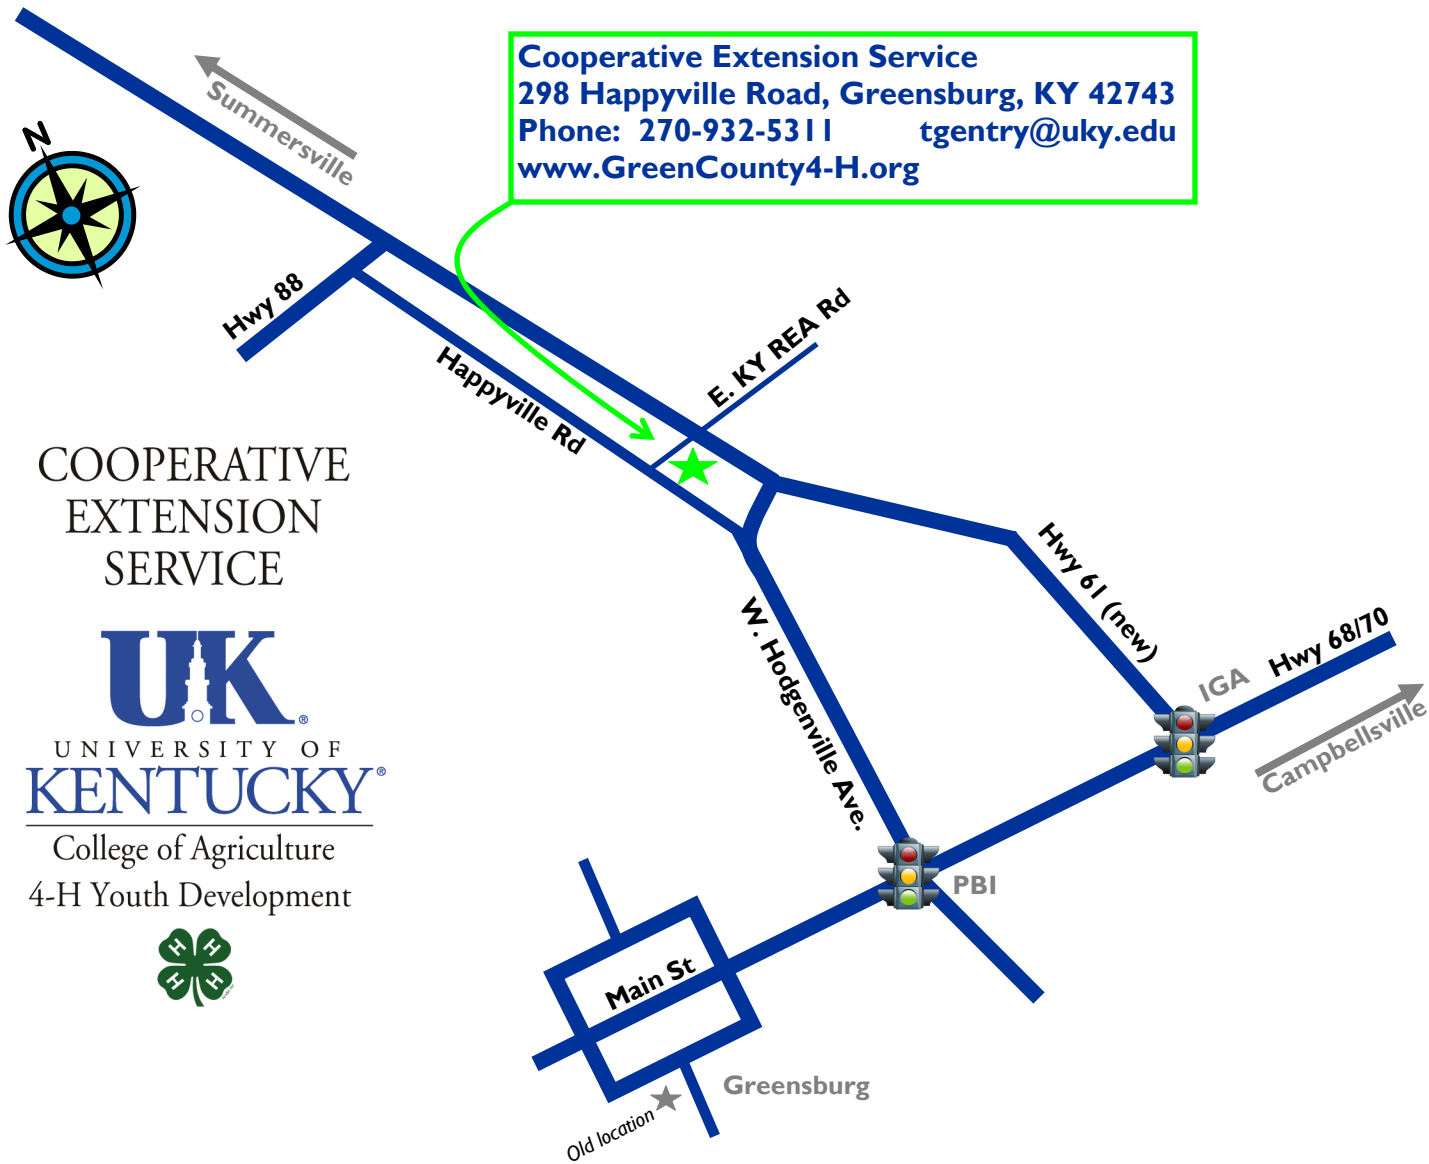 Cooperative Extension Service
298 Happyville Road, Greensburg, KY 42743
Phone: 270-932-5311 tgentry@uky.edu
www.GreenCounty4-H.org
Summersville
N
Hwy 88
Happyville Rd
E. KY REA Rd
COOPERATIVE
EXTENSION
SERVICE
Hwy 61 (new)
W. Hodgenville Ave.
IGA
Hwy 68/70
Campbellsville
UK®
UNIVERSITY OF
KENTUCKY®
College of Agriculture
4-H Youth Development
H H
H H
PBI
Main St
Greensburg
Old location